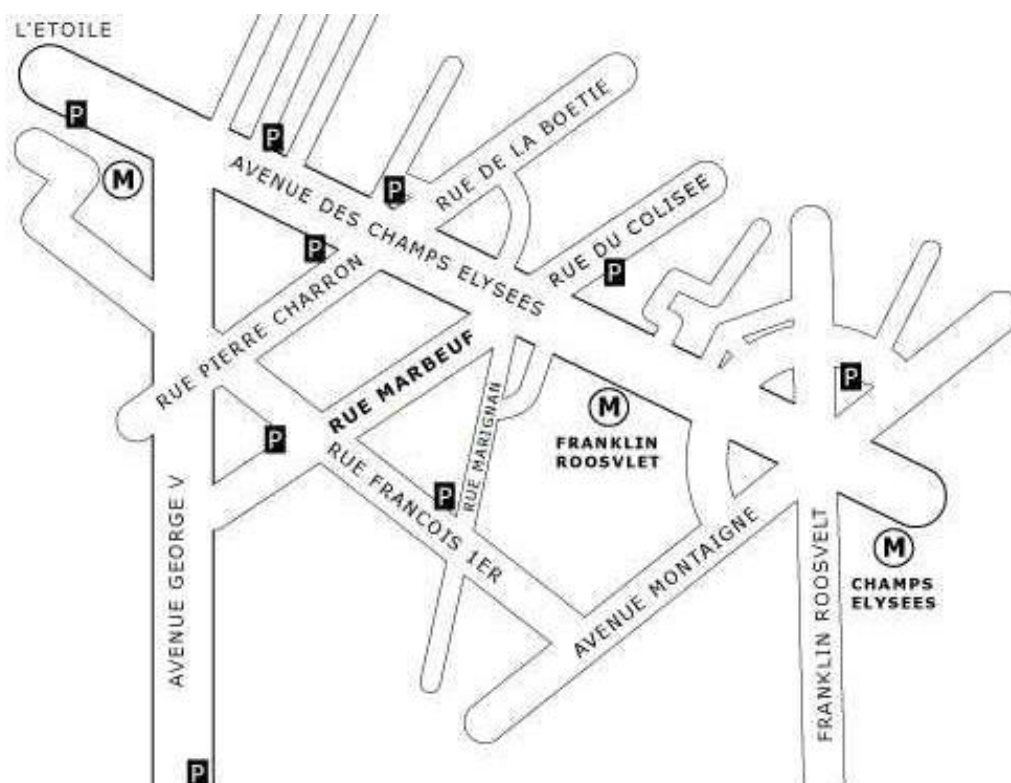 L'ETOILE
P
P
M
P
P
AVENUE DES CHAMPS ELYSEES
RUE DE LA BOETIE
RUE DU COLISEE
P
RUE PIERRE CHARRON
RUE MARBEUF
P
M
FRANKLIN
ROOSVLET
P
RUE MARIGNAN
P
RUE FRANCOIS 1ER
AVENUE MONTAIGNE
AVENUE GEORGE V
FRANKLIN ROOSVELT
M
CHAMPS
ELYSEES
P